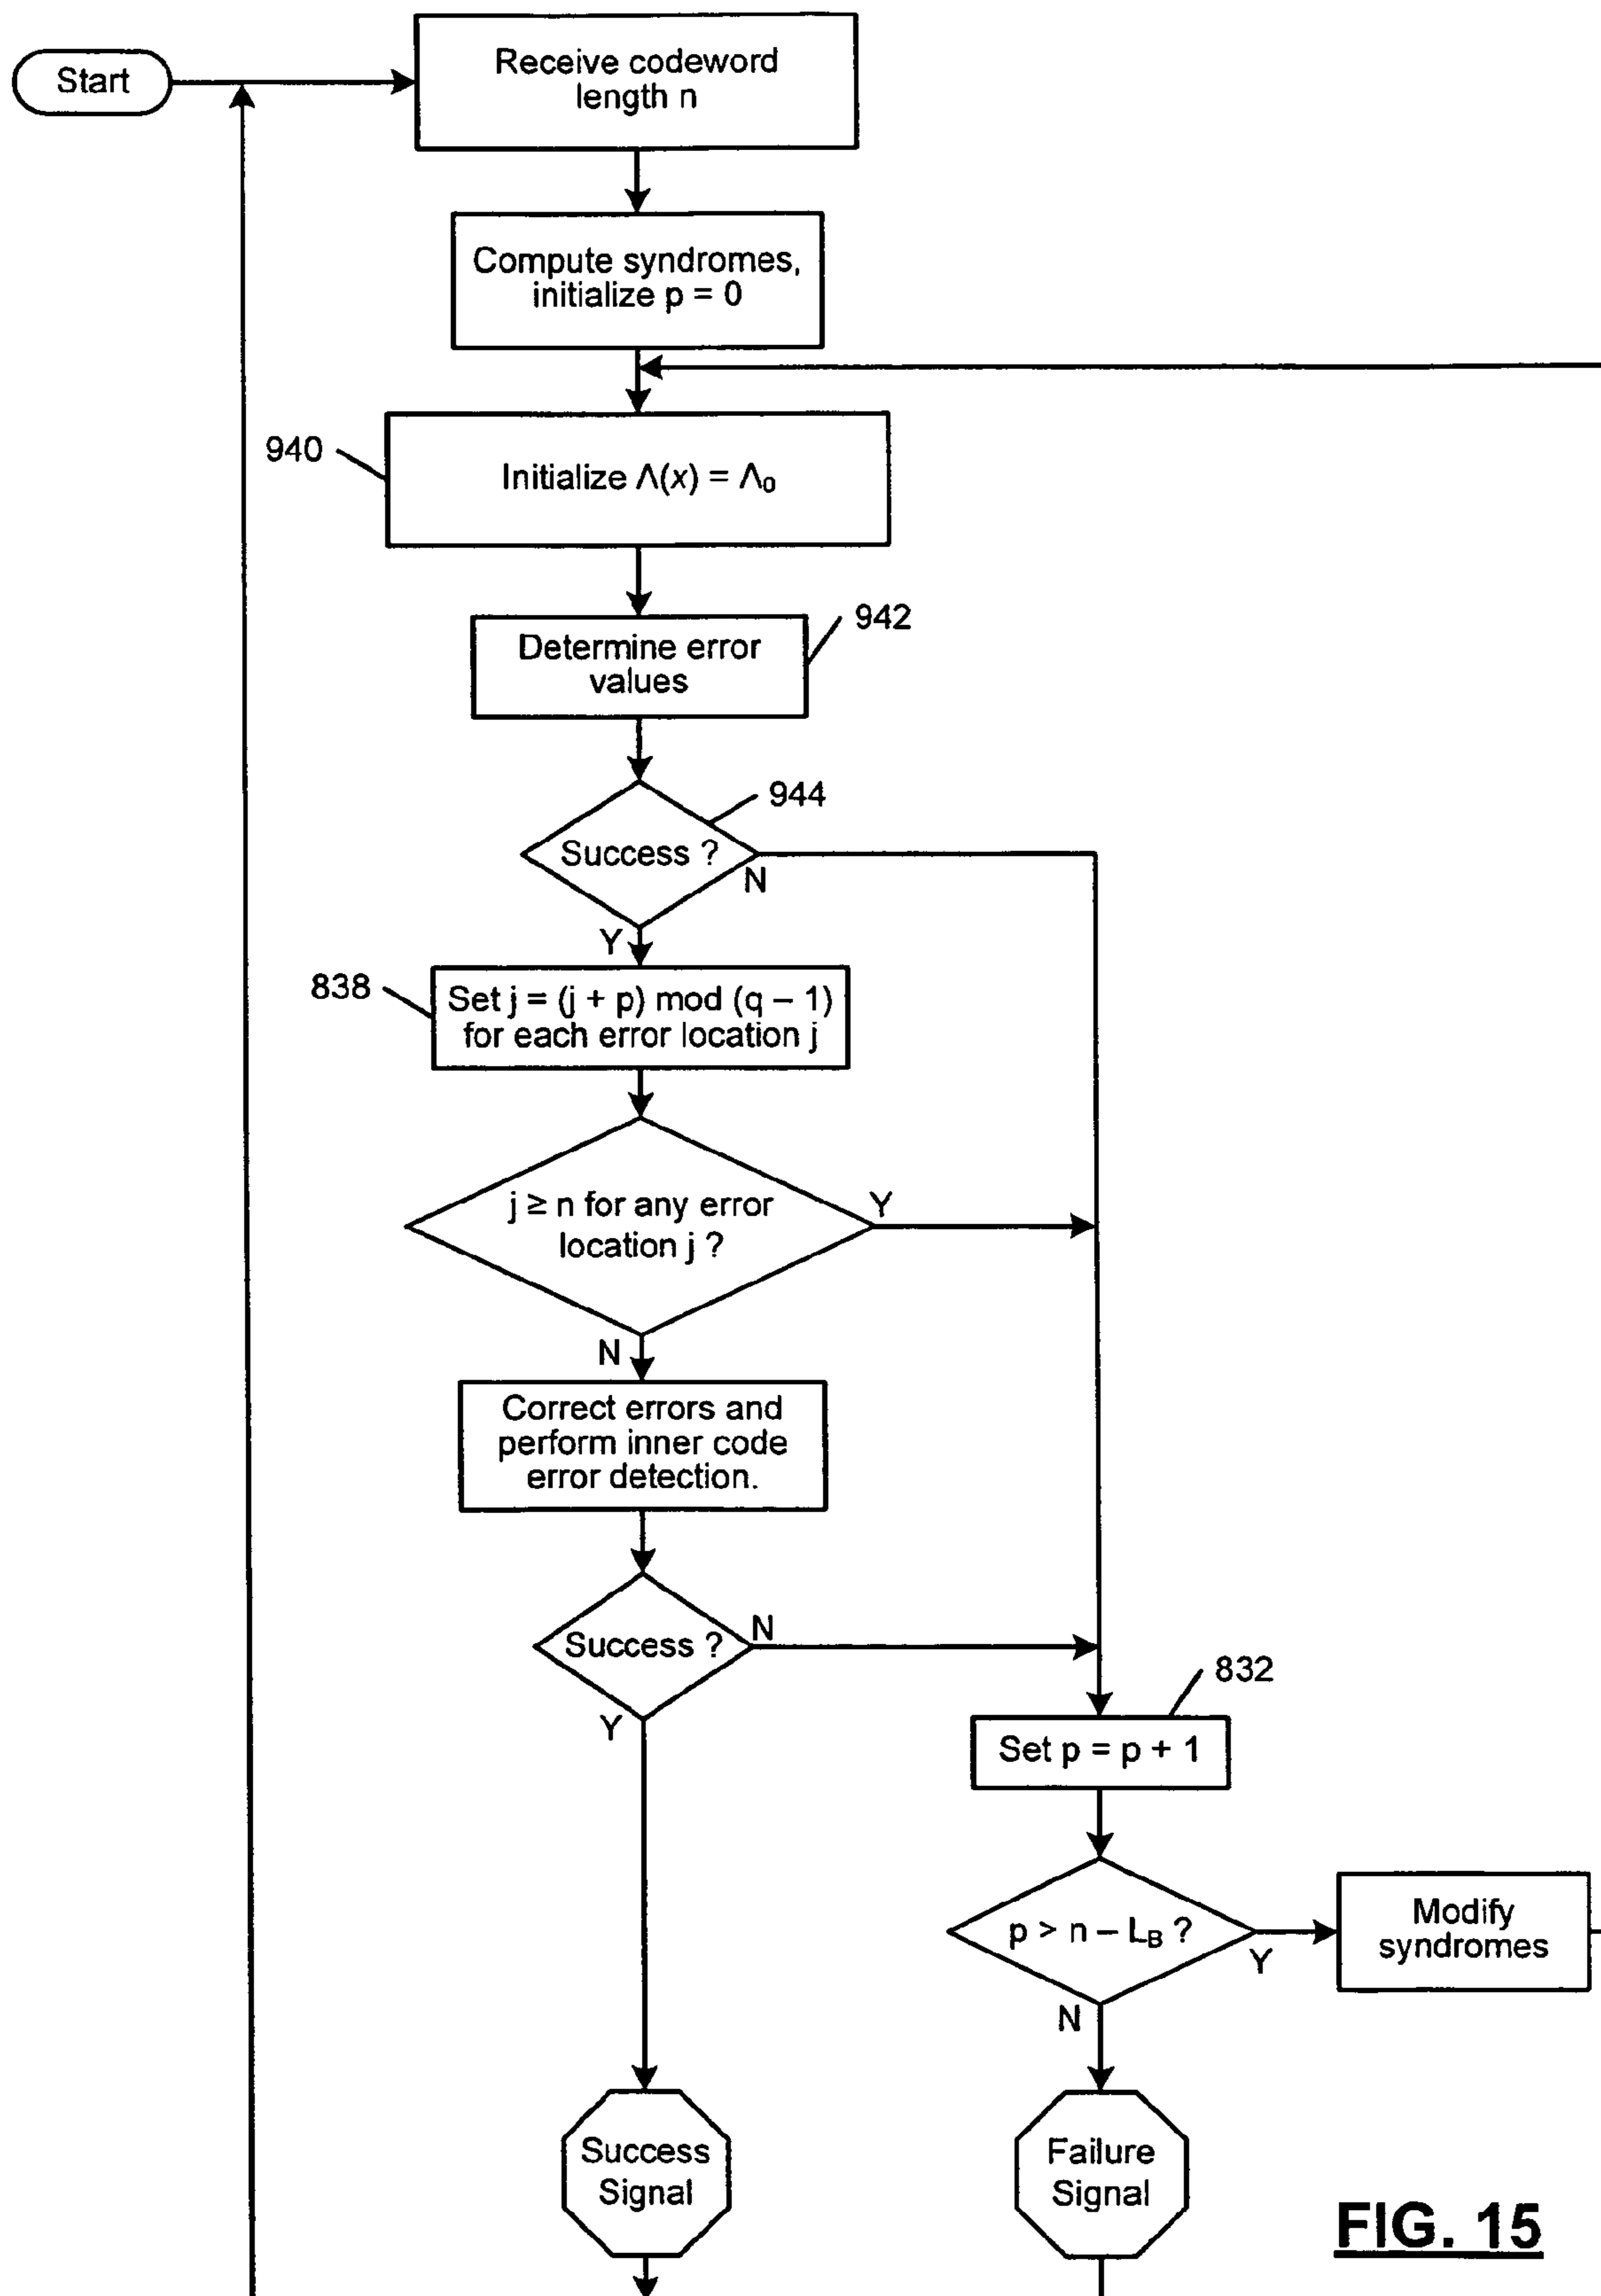 Start
Receive codeword
length n
Compute syndromes,
initialize p = 0
940
Initialize Λ(x) = Λ₀
Determine error
values
942
944
Success ?
N
Y
838
Set j = (j + p) mod (q – 1)
for each error location j
j ≥ n for any error
location j ?
Y
N
Correct errors and
perform inner code
error detection.
Success ?
N
Y
832
Set p = p + 1
p > n – L_B ?
Y
N
Modify
syndromes
Success
Signal
Failure
Signal
FIG. 15